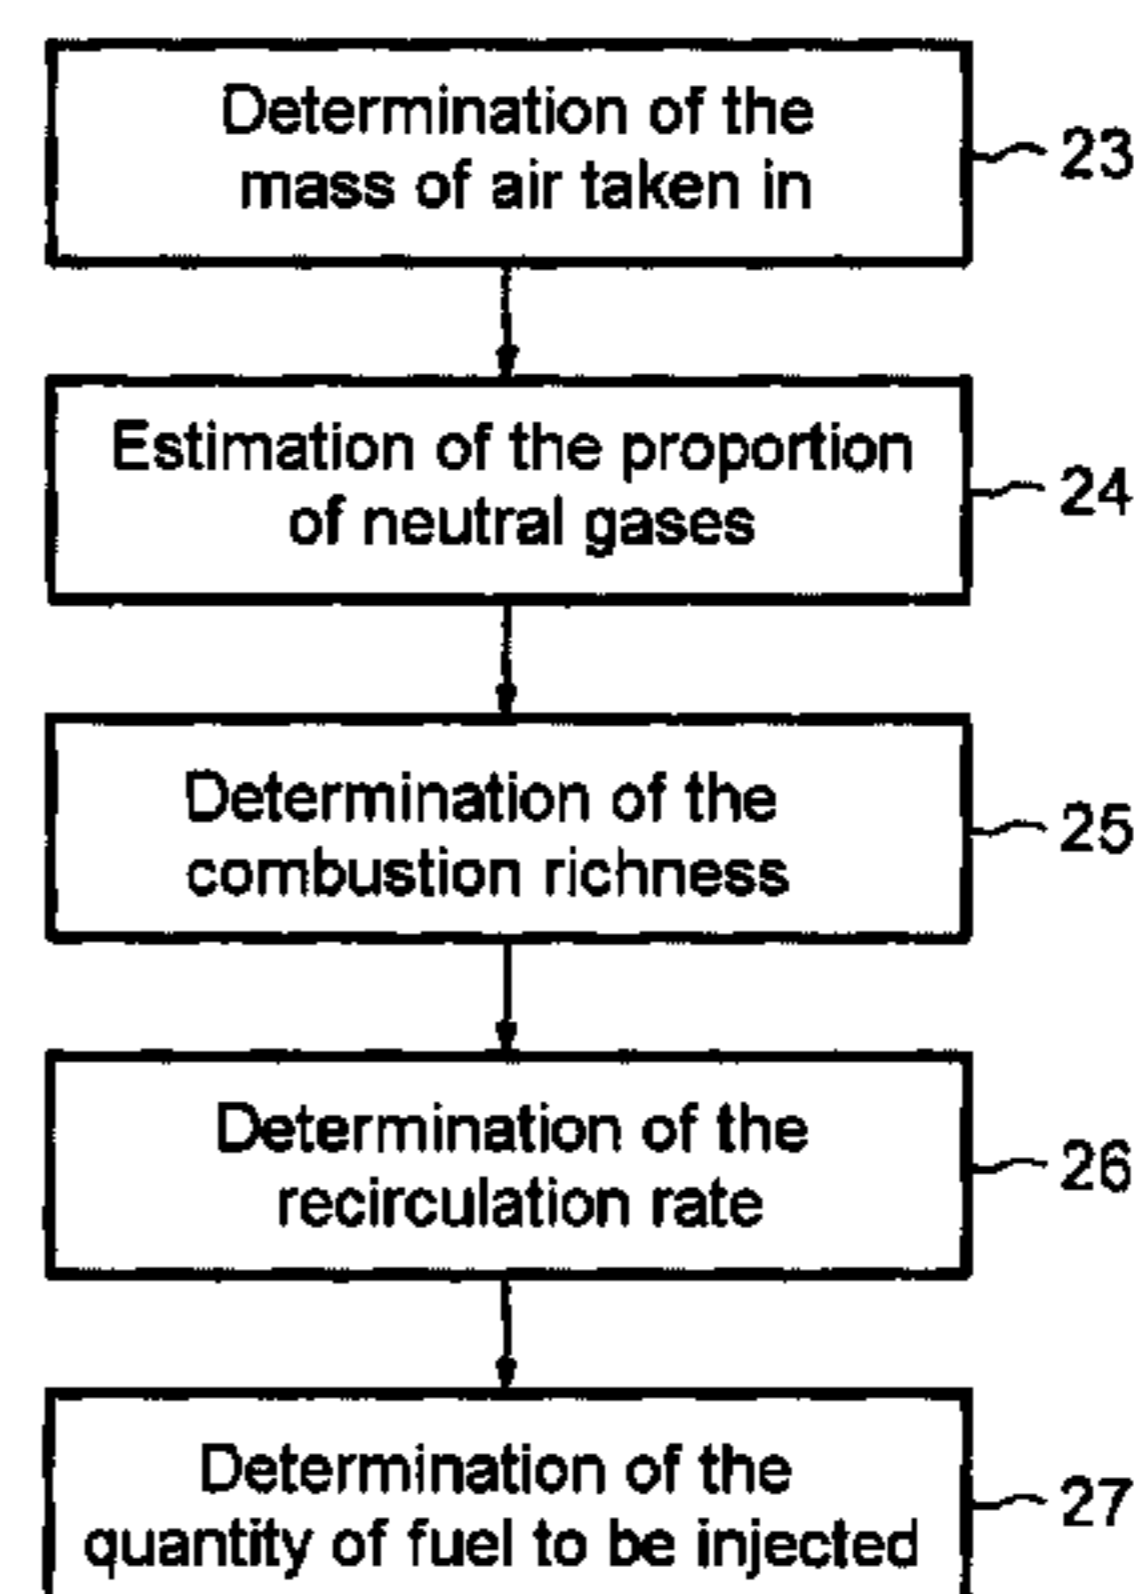 Determination of the
mass of air taken in
23
Estimation of the proportion
of neutral gases
24
Determination of the
combustion richness
25
Determination of the
recirculation rate
26
Determination of the
quantity of fuel to be injected
27